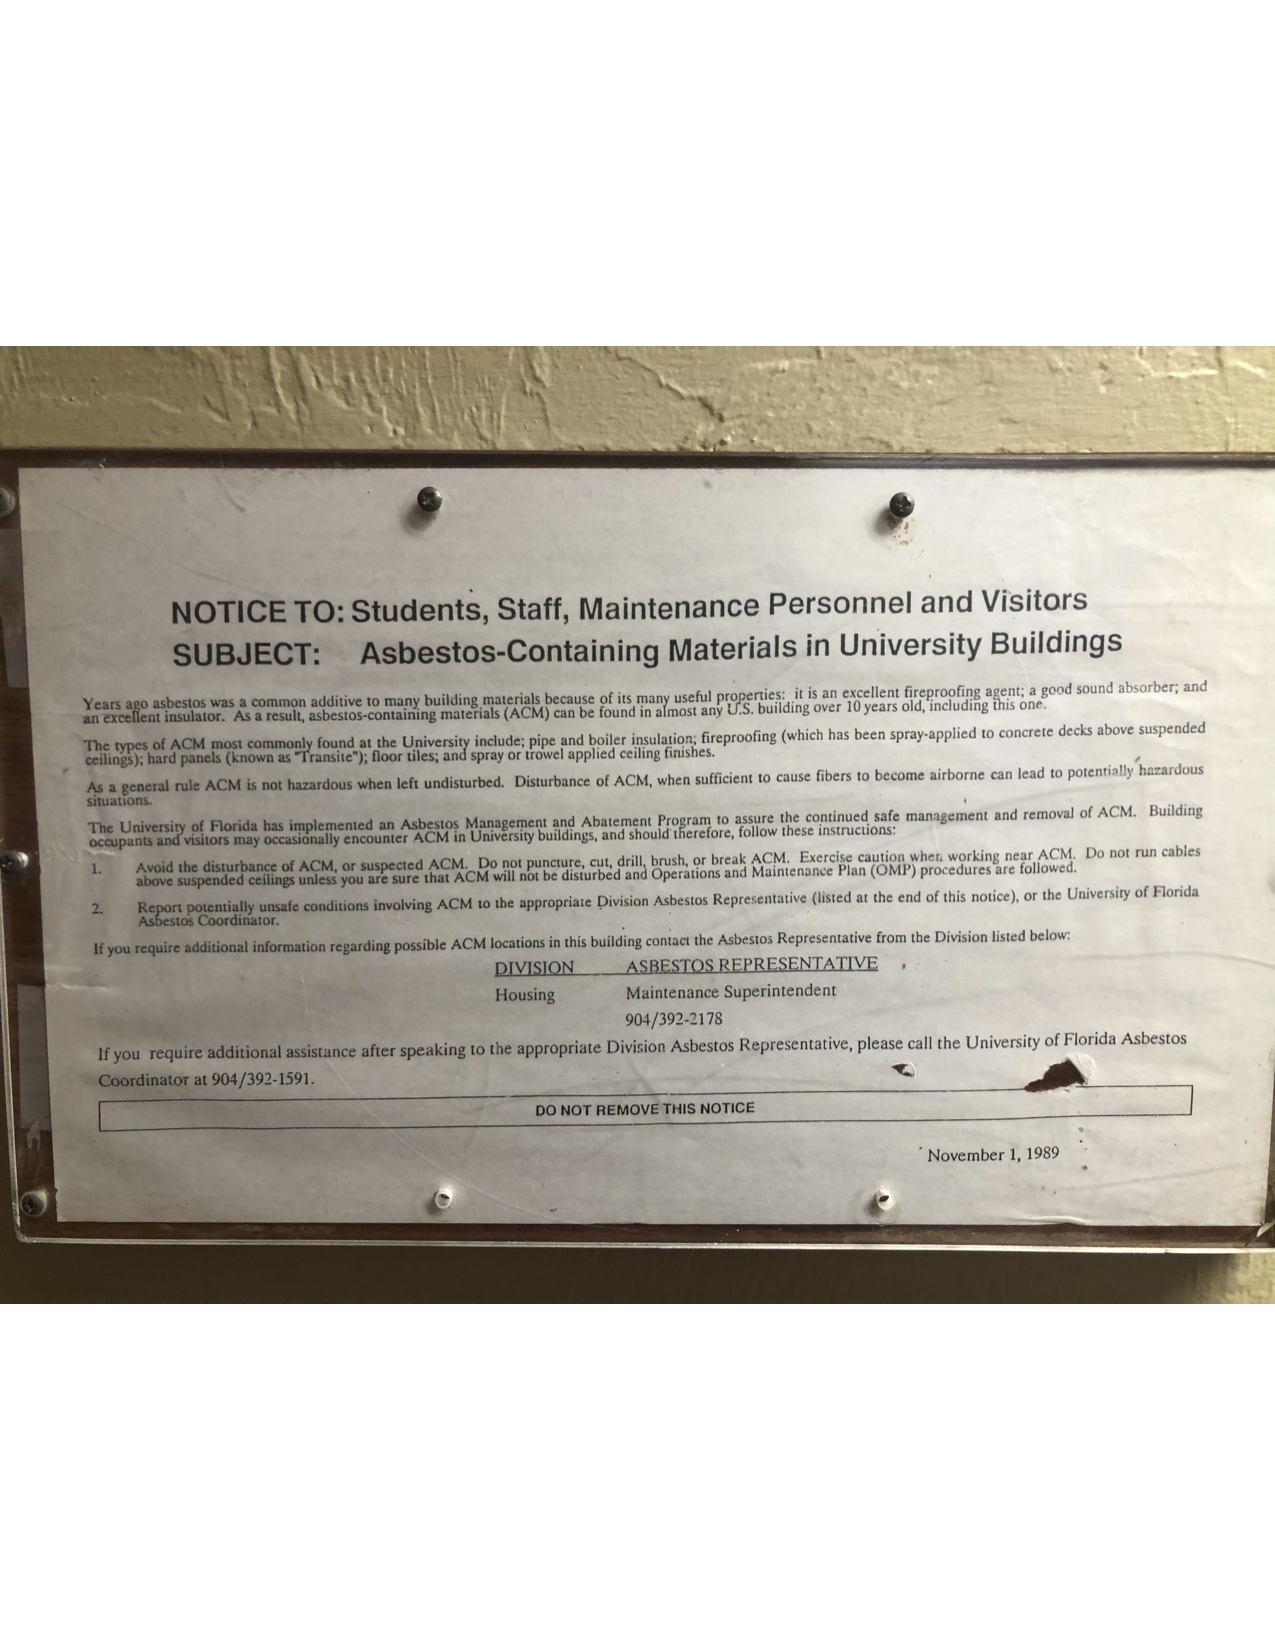 NOTICE TO: Students, Staff, Maintenance Personnel and Visitors
SUBJECT: Asbestos-Containing Materials in University Buildings
Years ago asbestos was a common additive to many building materials because of its many useful properties: it is an excellent fireproofing agent; a good sound absorber; and
an excellent insulator. As a result, asbestos-containing materials (ACM) can be found in almost any U.S. building over 10 years old, including this one.
The types of ACM most commonly found at the University include; pipe and boiler insulation; fireproofing (which has been spray-applied to concrete decks above suspended
ceilings); hard panels (known as "Transite"); floor tiles; and spray or trowel applied ceiling finishes.
As a general rule ACM is not hazardous when left undisturbed. Disturbance of ACM, when sufficient to cause fibers to become airborne can lead to potentially hazardous
situations.
The University of Florida has implemented an Asbestos Management and Abatement Program to assure the continued safe management and removal of ACM. Building
occupants and visitors may occasionally encounter ACM in University buildings, and should therefore, follow these instructions:
1. Avoid the disturbance of ACM, or suspected ACM. Do not puncture, cut, drill, brush, or break ACM. Exercise caution when working near ACM. Do not run cables
above suspended ceilings unless you are sure that ACM will not be disturbed and Operations and Maintenance Plan (OMP) procedures are followed.
2. Report potentially unsafe conditions involving ACM to the appropriate Division Asbestos Representative (listed at the end of this notice), or the University of Florida
Asbestos Coordinator.
If you require additional information regarding possible ACM locations in this building contact the Asbestos Representative from the Division listed below:
DIVISION ASBESTOS REPRESENTATIVE
Housing Maintenance Superintendent
904/392-2178
If you require additional assistance after speaking to the appropriate Division Asbestos Representative, please call the University of Florida Asbestos
Coordinator at 904/392-1591.
DO NOT REMOVE THIS NOTICE
November 1, 1989